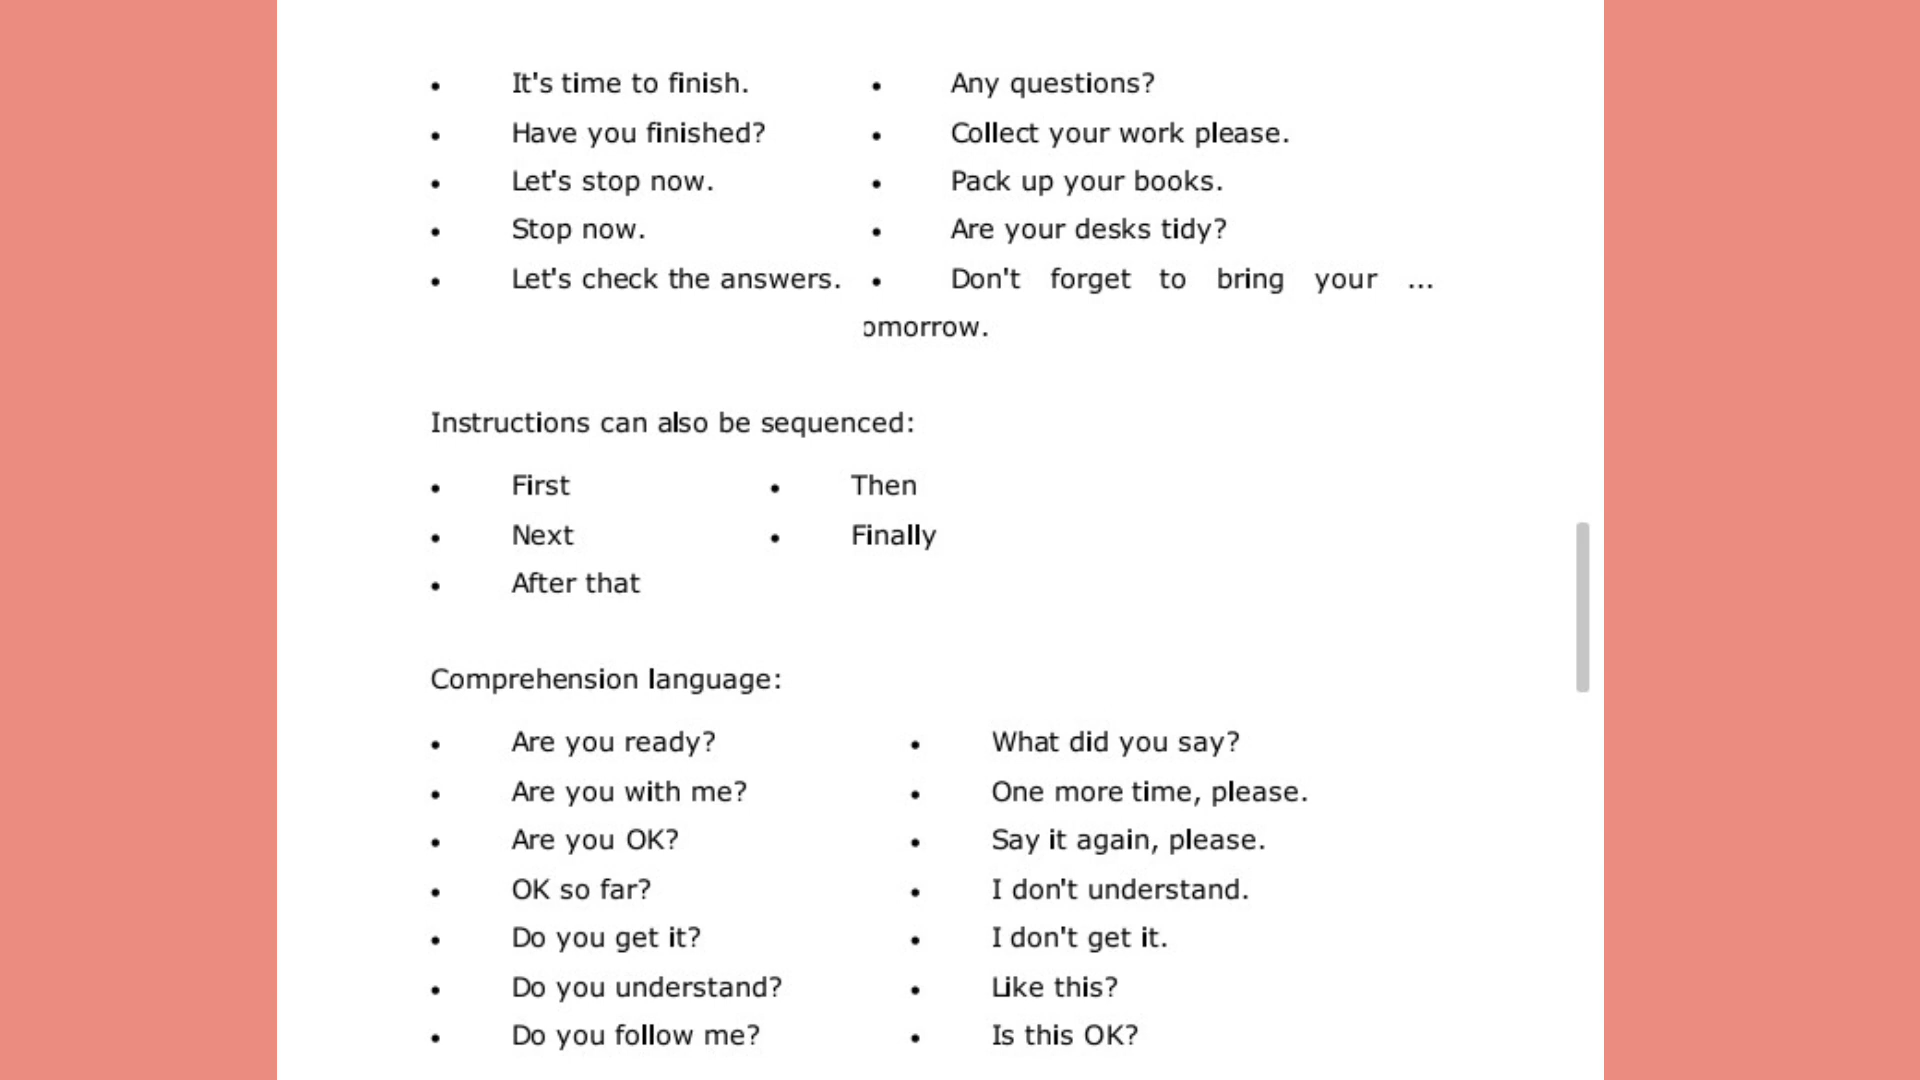 • It's time to finish. • Any questions?
• Have you finished? • Collect your work please.
• Let's stop now. • Pack up your books.
• Stop now. • Are your desks tidy?
• Let's check the answers. • Don't forget to bring your ...
omorrow.
Instructions can also be sequenced:
• First • Then
• Next • Finally
• After that
Comprehension language:
• Are you ready? • What did you say?
• Are you with me? • One more time, please.
• Are you OK? • Say it again, please.
• OK so far? • I don't understand.
• Do you get it? • I don't get it.
• Do you understand? • Like this?
• Do you follow me? • Is this OK?